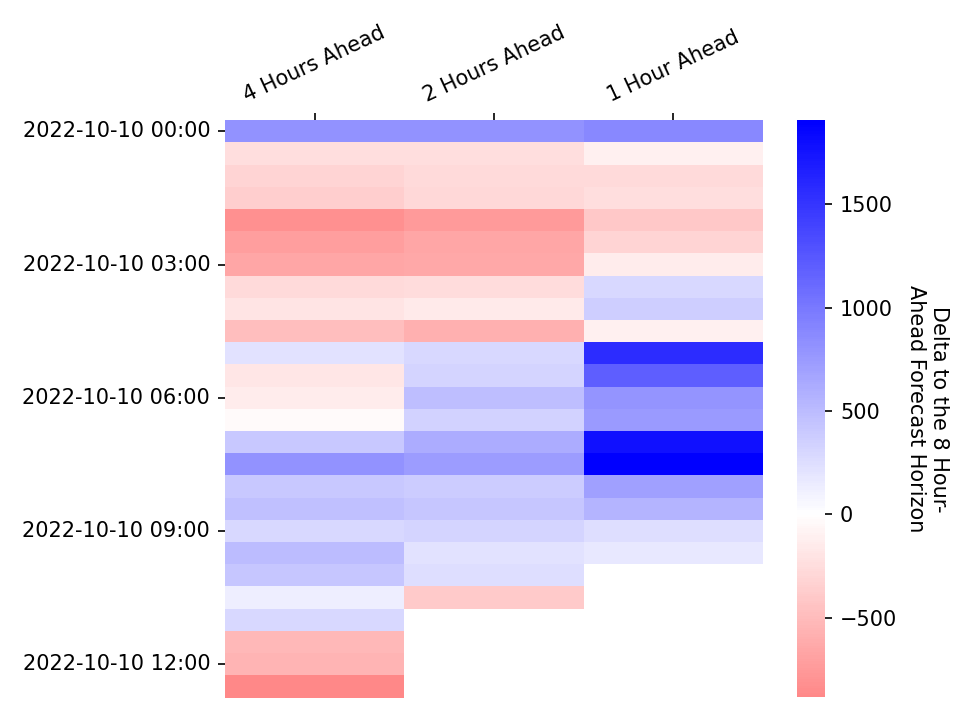 4 Hours Ahead
2 Hours Ahead
1 Hour Ahead
2022-10-10 00:00
2022-10-10 03:00
2022-10-10 06:00
2022-10-10 09:00
2022-10-10 12:00
1500
1000
500
0
−500
Delta to the 8 Hour-
Ahead Forecast Horizon